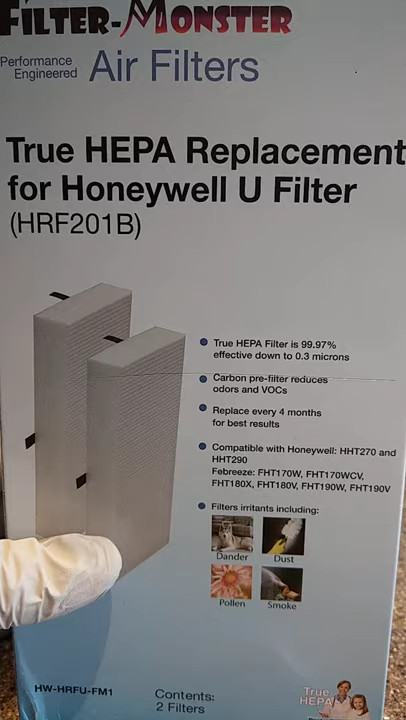 FILTER-MONSTER
Performance
Engineered
Air Filters
True HEPA Replacement
for Honeywell U Filter
(HRF201B)
True HEPA Filter is 99.97%
effective down to 0.3 microns
Carbon pre-filter reduces
odors and VOCs
Replace every 4 months
for best results
Compatible with Honeywell: HHT270 and
HHT290
Febreeze: FHT170W, FHT170WCV,
FHT180X, FHT180V, FHT190W, FHT190V
Filters irritants including:
Dander
Dust
Pollen
Smoke
HW-HRFU-FM1
Contents:
2 Filters
True
HEPA